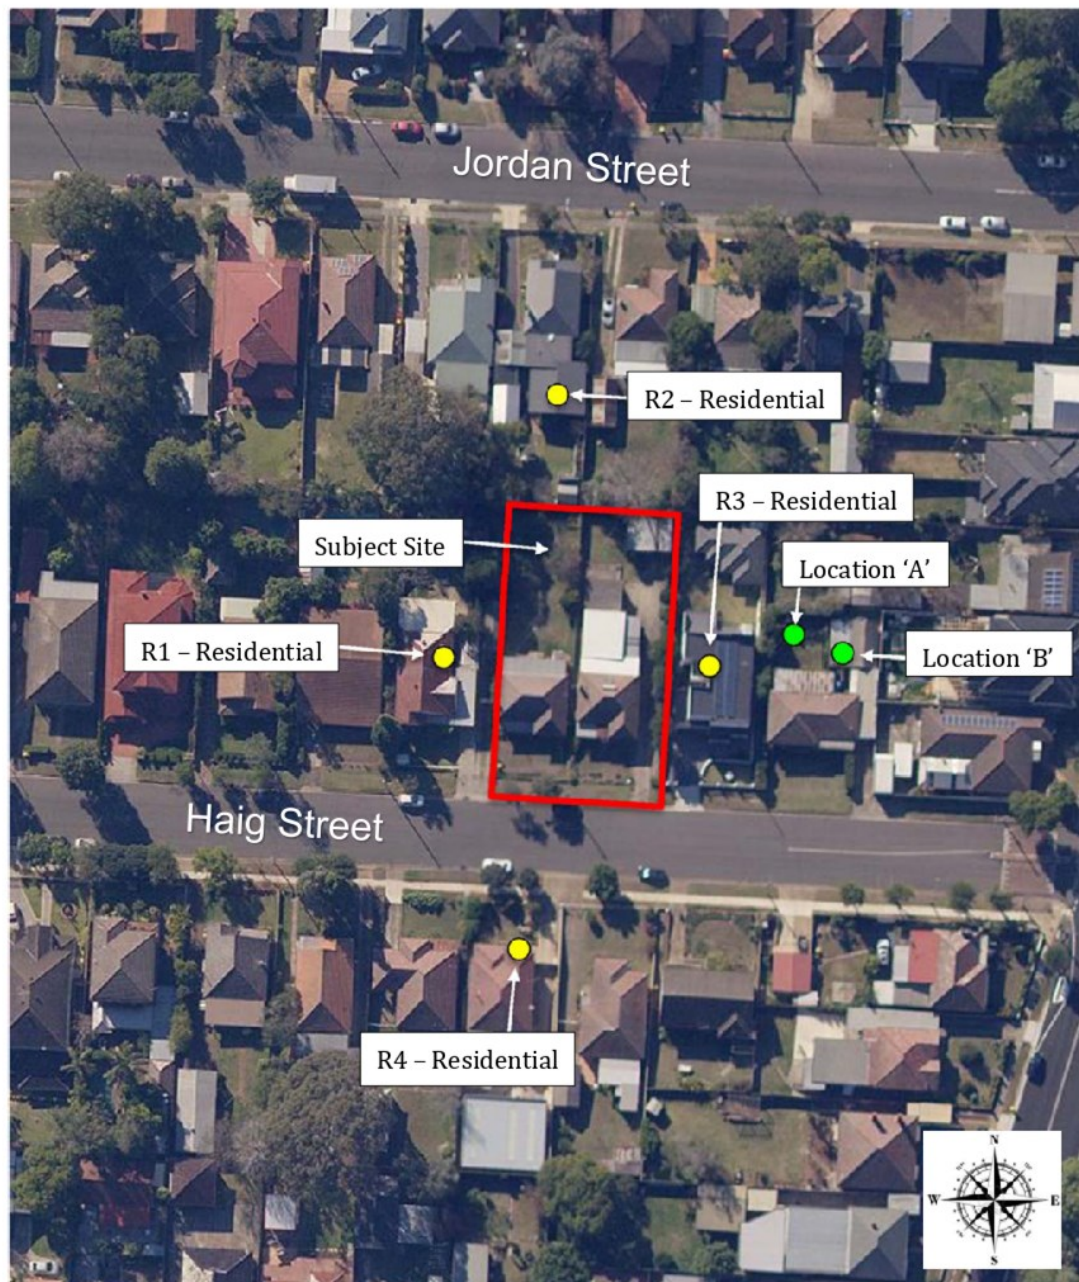 Jordan Street
R2 – Residential
R3 – Residential
Subject Site
Location ‘A’
R1 – Residential
Location ‘B’
Haig Street
R4 – Residential
N
W
E
S